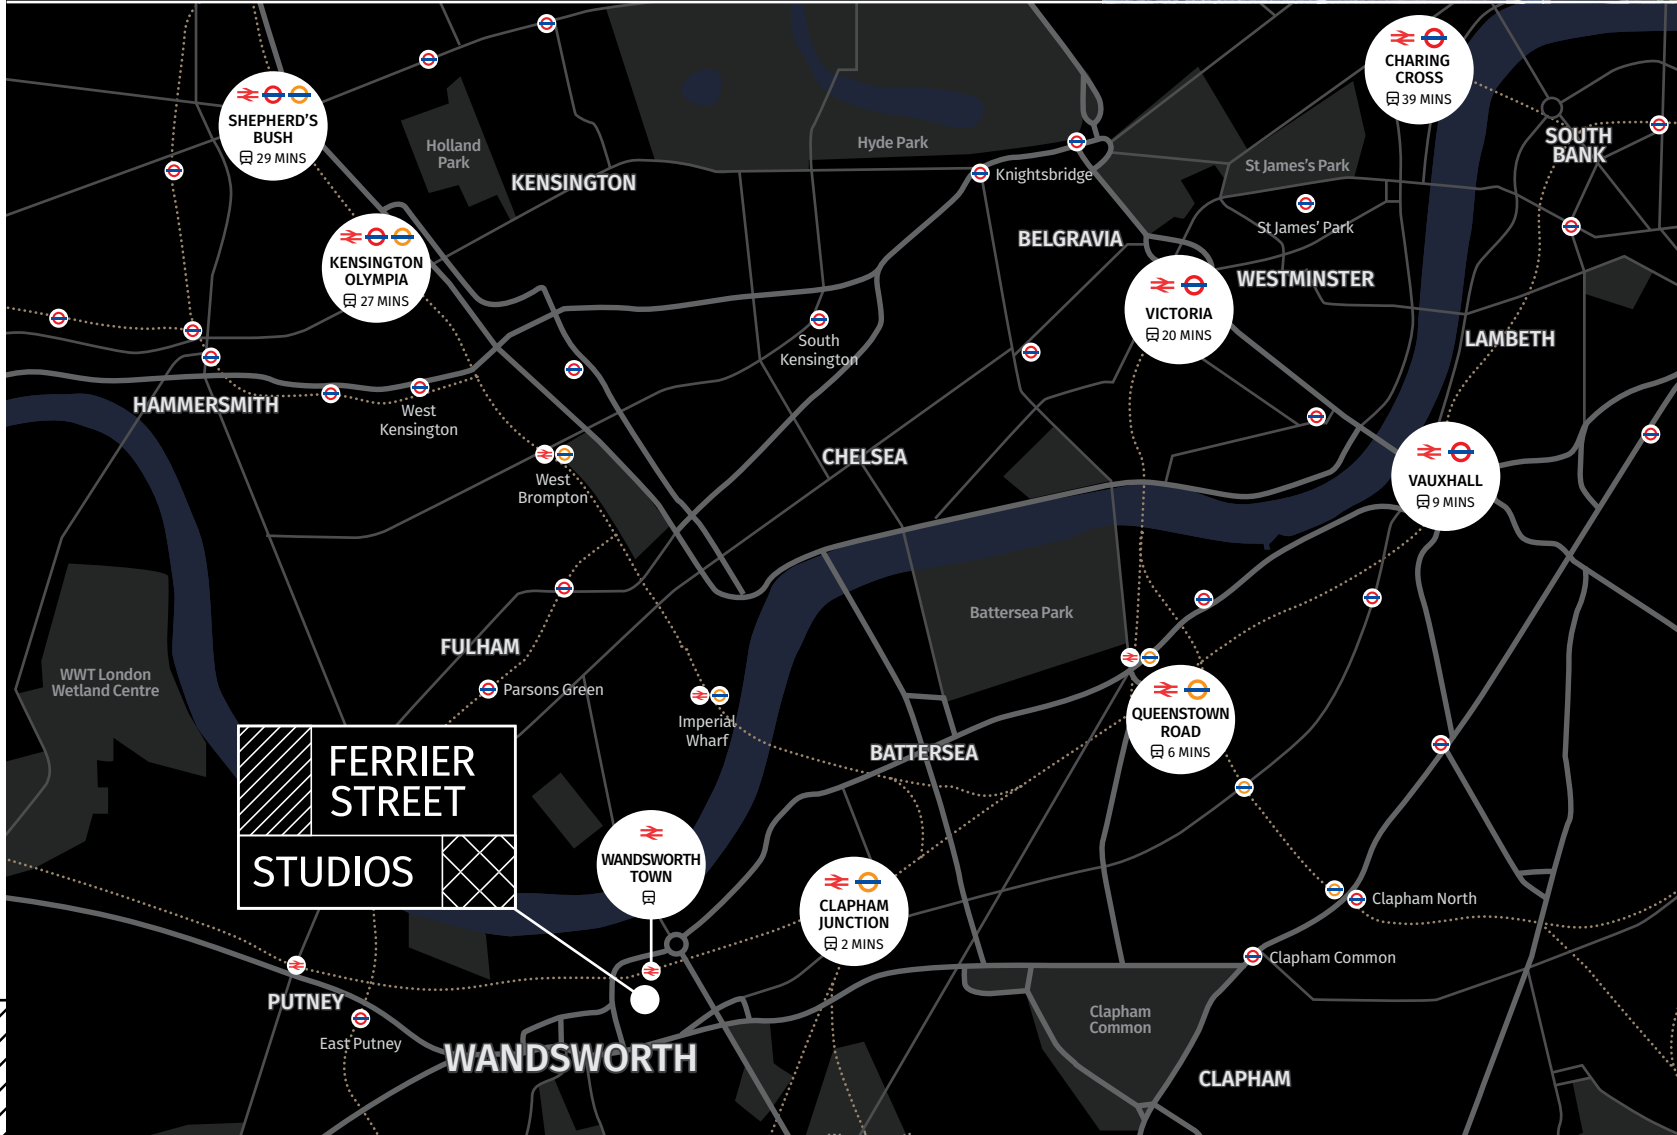 CHARING
CROSS
39 MINS
SHEPHERD'S
BUSH
29 MINS
Holland
Park
Hyde Park
SOUTH
BANK
KENSINGTON
Knightsbridge
St James's Park
St James' Park
BELGRAVIA
KENSINGTON
OLYMPIA
27 MINS
WESTMINSTER
VICTORIA
20 MINS
South
Kensington
LAMBETH
HAMMERSMITH
West
Kensington
CHELSEA
West
Brompton
VAUXHALL
9 MINS
Battersea Park
FULHAM
WWT London
Wetland Centre
Parsons Green
Imperial
Wharf
QUEENSTOWN
ROAD
6 MINS
BATTERSEA
FERRIER
STREET
STUDIOS
WANDSWORTH
TOWN
CLAPHAM
JUNCTION
2 MINS
Clapham North
Clapham Common
PUTNEY
East Putney
Clapham
Common
WANDSWORTH
CLAPHAM